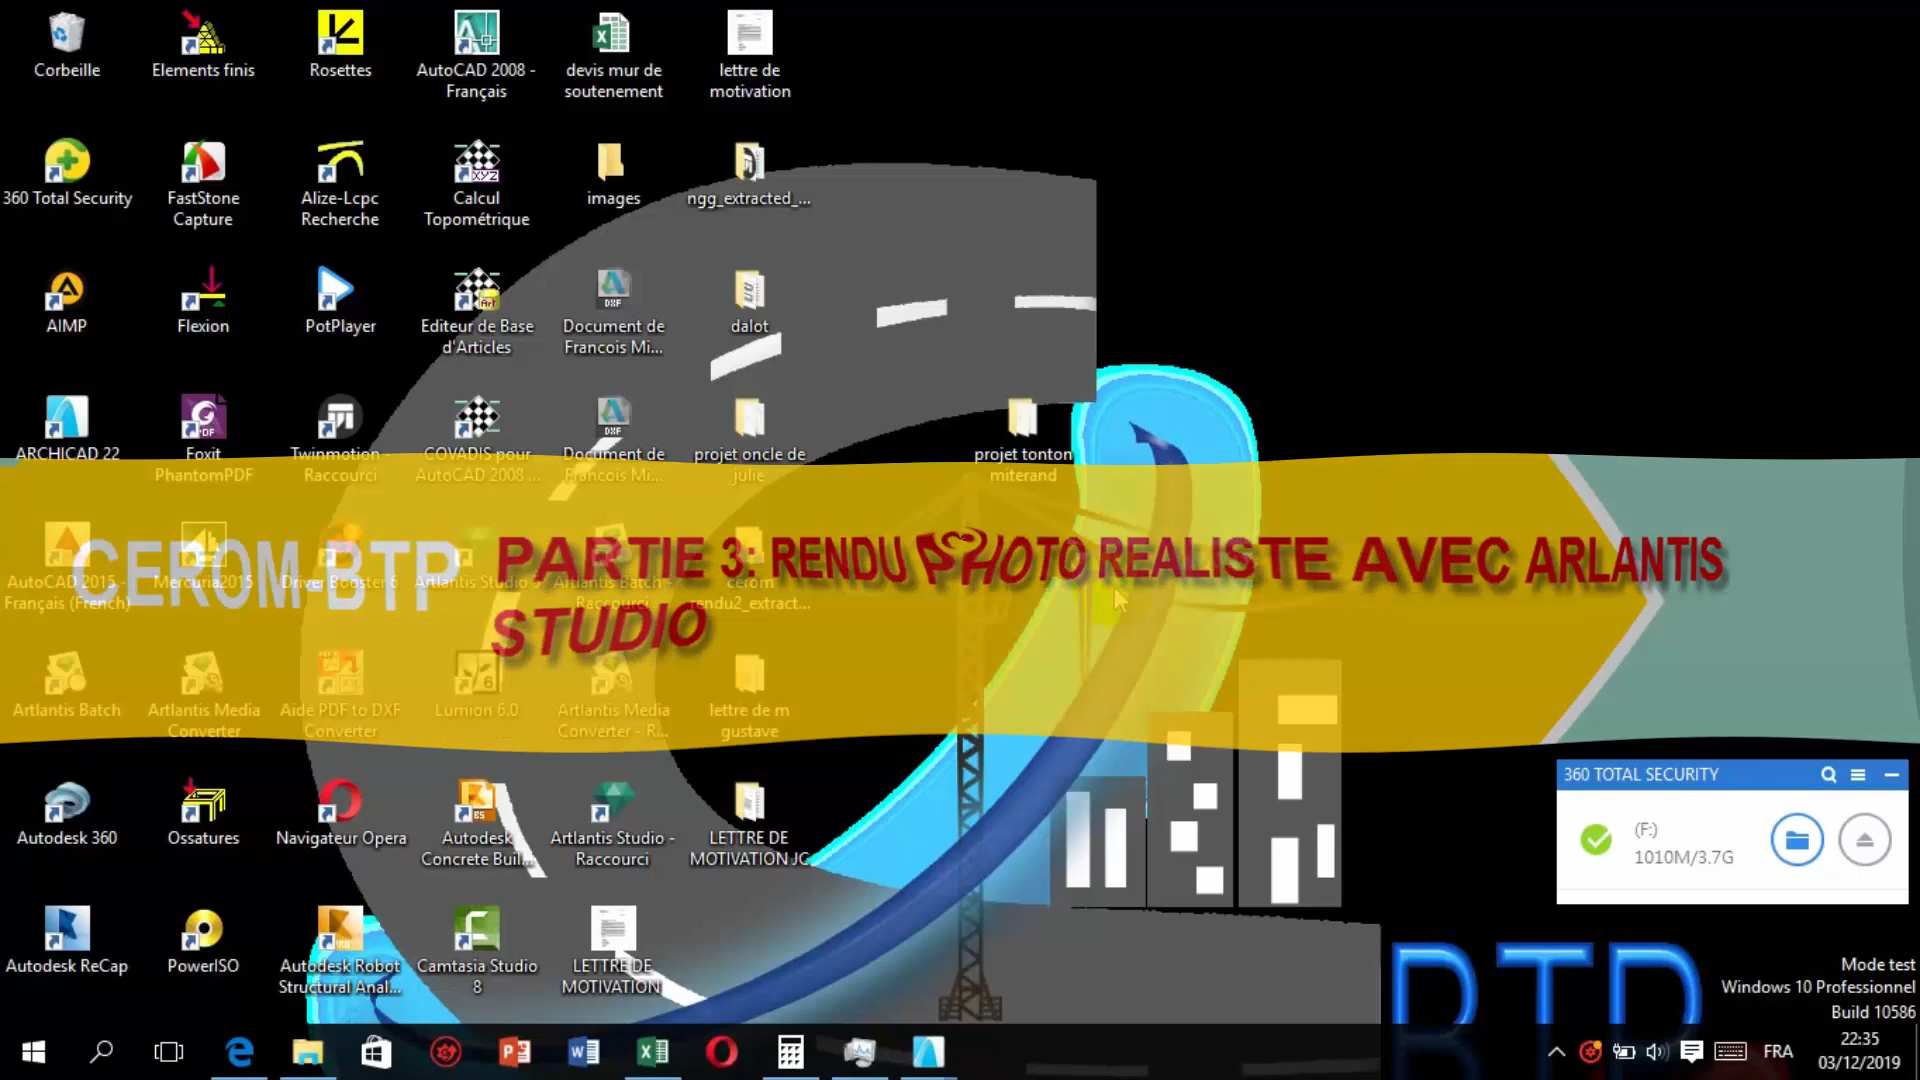 Corbeille
Elements finis
Rosettes
AutoCAD 2008 -
Français
devis mur de
soutenement
lettre de
motivation
360 Total Security
FastStone
Capture
Alize-Lcpc
Recherche
XYZ
Calcul
Topométrique
images
ngg_extracted_...
AIMP
Flexion
PotPlayer
Art
Editeur de Base
d'Articles
DXF
Document de
Francois Mi...
dalot
ARCHICAD 22
PDF
Foxit
PhantomPDF
Twinmotion -
Raccourci
COVADIS pour
AutoCAD 2008 ...
DXF
Document de
Francois Mi...
projet oncle de
julie
projet tonton
miterand
CEROM-BTP
PARTIE 3: RENDU PHOTO REALISTE AVEC ARLANTIS
STUDIO
AutoCAD 2015 -
Français (French)
Mercuria2015
Driver Booster 6
Artlantis Studio 5
Artlantis Batch -
Raccourci
cerom
rendu2_extract...
Artlantis Batch
Artlantis Media
Converter
Aide PDF to DXF
Converter
6
Lumion 6.0
Artlantis Media
Converter - R...
lettre de m
gustave
Autodesk 360
Ossatures
Navigateur Opera
BS
Autodesk
Concrete Buil...
Artlantis Studio -
Raccourci
LETTRE DE
MOTIVATION JC
360 TOTAL SECURITY
(F:)
1010M/3.7G
Autodesk ReCap
PowerISO
Autodesk Robot
Structural Anal...
Camtasia Studio
8
LETTRE DE
MOTIVATION
BTP
Mode test
Windows 10 Professionnel
Build 10586
FRA
22:35
03/12/2019